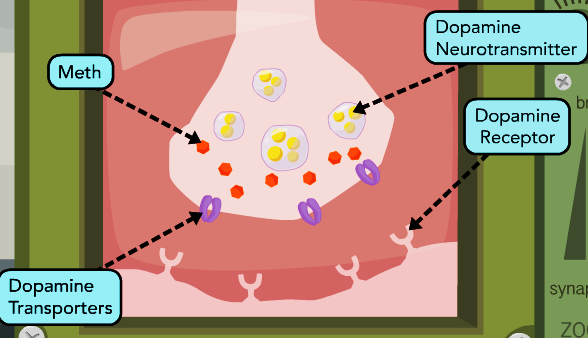 Dopamine
Neurotransmitter
Meth
Dopamine
Receptor
Dopamine
Transporters